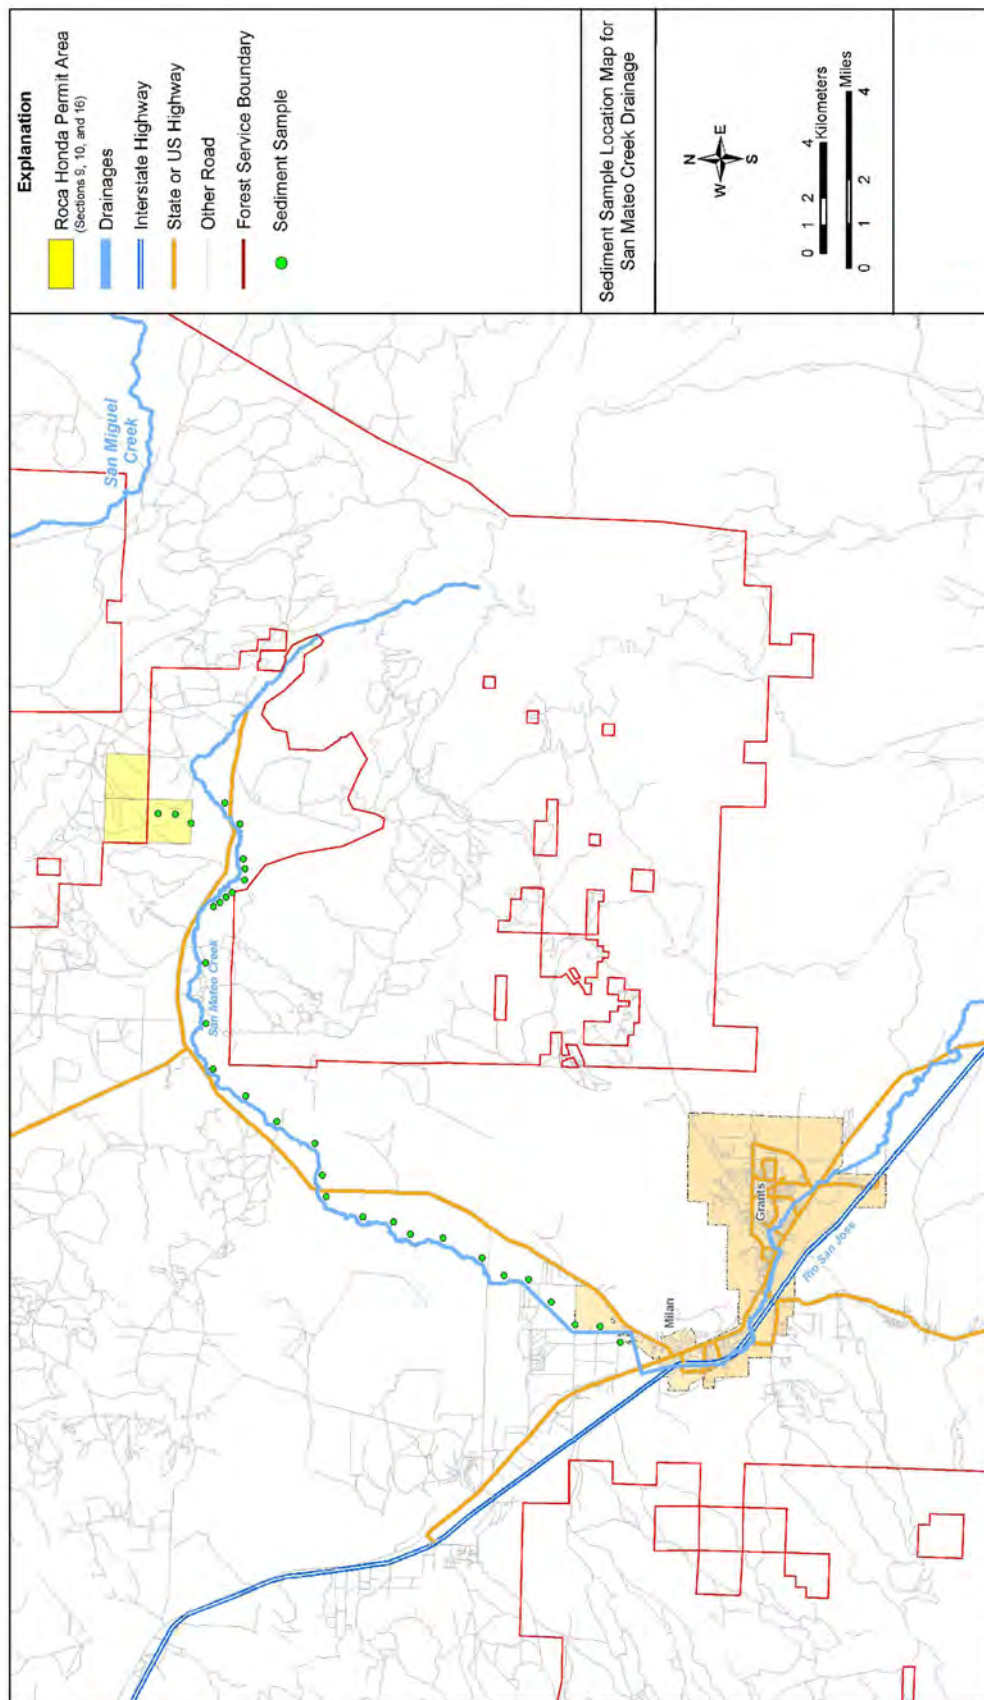 Explanation
Roca Honda Permit Area
(Sections 9, 10, and 16)
Drainages
Interstate Highway
State or US Highway
Other Road
Forest Service Boundary
Sediment Sample
Sediment Sample Location Map for
San Mateo Creek Drainage
N
W E
S
0 1 2 4
Kilometers
Miles
0 1 2 4
San Miguel
Creek
San Mateo Creek
Milan
Grants
Rio San Jose